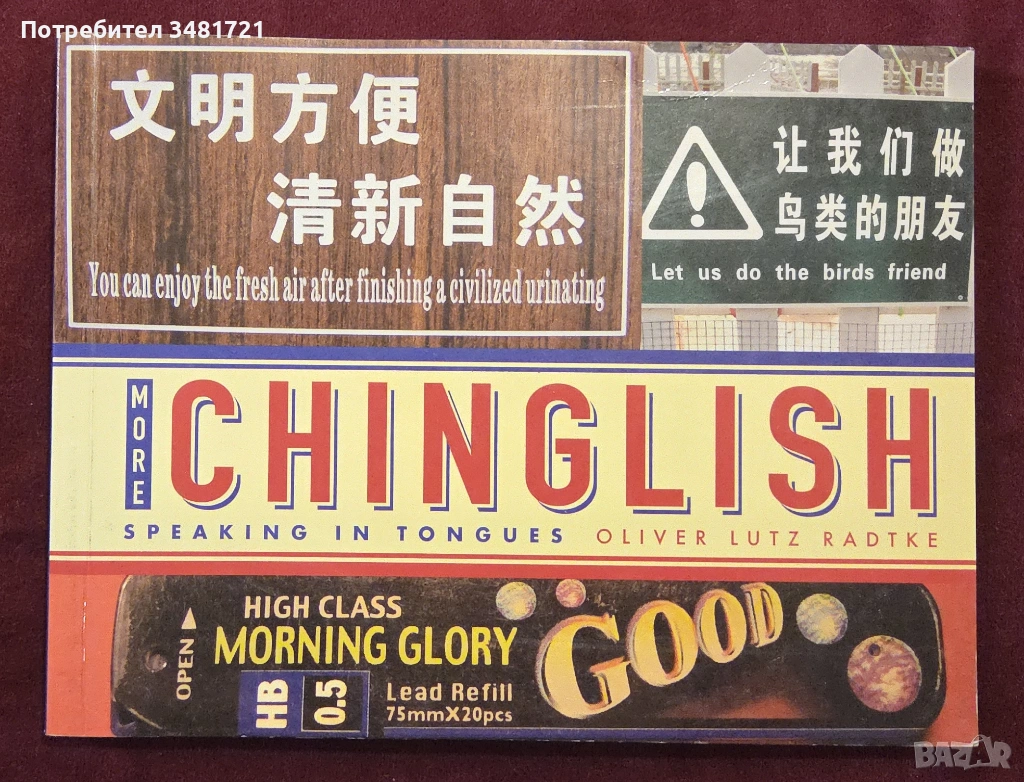 Потребител 3481721
文明方便
清新自然
You can enjoy the fresh air after finishing a civilized urinating
让我们做
鸟类的朋友
Let us do the birds friend
MORE
CHINGLISH
SPEAKING IN TONGUES OLIVER LUTZ RADTKE
OPEN
HIGH CLASS
MORNING GLORY
GOOD
HB
0.5
Lead Refill
75mmX20pcs
BAZAR